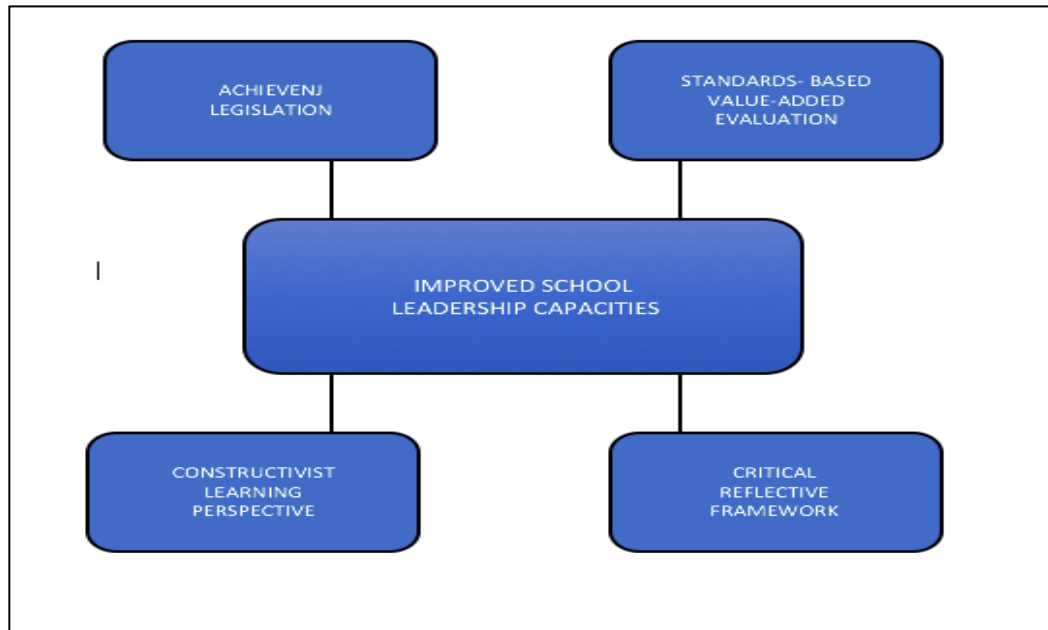 ACHIEVENJ
LEGISLATION
STANDARDS- BASED
VALUE-ADDED
EVALUATION
IMPROVED SCHOOL
LEADERSHIP CAPACITIES
CONSTRUCTIVIST
LEARNING
PERSPECTIVE
CRITICAL
REFLECTIVE
FRAMEWORK